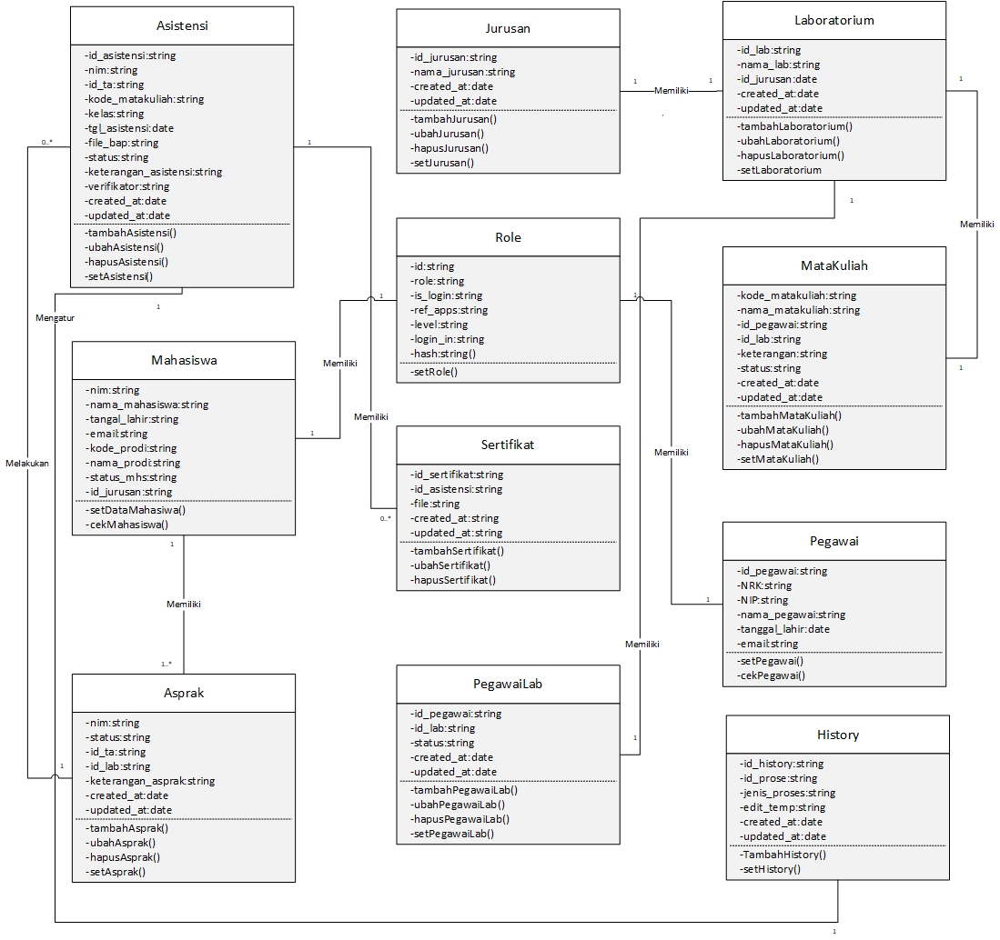 Asistensi
-id_asistensi:string
-nim:string
-id_ta:string
-kode_matakuliah:string
-kelas:string
-tgl_asistensi:date
-file_bap:string
-status:string
-keterangan_asistensi:string
-verifikator:string
-created_at:date
-updated_at:date
-tambahAsistensi()
-ubahAsistensi()
-hapusAsistensi()
-setAsistensi()
Jurusan
-id_jurusan:string
-nama_jurusan:string
-created_at:date
-updated_at:date
-tambahJurusan()
-ubahJurusan()
-hapusJurusan()
-setJurusan()
1
Memiliki
1
Laboratorium
-id_lab:string
-nama_lab:string
-id_jurusan:date
-created_at:date
-updated_at:date
-tambahLaboratorium()
-ubahLaboratorium()
-hapusLaboratorium()
-setLaboratorium
1
0..*
1
1
Memiliki
Role
-id:string
-role:string
-is_login:string
-ref_apps:string
-level:string
-login_in:string
-hash:string()
-setRole()
MataKuliah
-kode_matakuliah:string
-nama_matakuliah:string
-id_pegawai:string
-id_lab:string
-keterangan:string
-status:string
-created_at:date
-updated_at:date
-tambahMataKuliah()
-ubahMataKuliah()
-hapusMataKuliah()
-setMataKuliah()
1
1
1
1
Mengatur
Mahasiswa
-nim:string
-nama_mahasiswa:string
-tangal_lahir:string
-email:string
-kode_prodi:string
-nama_prodi:string
-status_mhs:string
-id_jurusan:string
-setDataMahasiwa()
-cekMahasiswa()
Memiliki
1
Memiliki
Melakukan
Sertifikat
-id_sertifikat:string
-id_asistensi:string
-file:string
-created_at:string
-updated_at:string
-tambahSertifikat()
-ubahSertifikat()
-hapusSertifikat()
0..*
Memiliki
Pegawai
-id_pegawai:string
-NRK:string
-NIP:string
-nama_pegawai:string
-tanggal_lahir:date
-email:string
-setPegawai()
-cekPegawai()
1
1
Memiliki
1..*
Memiliki
Asprak
-nim:string
-status:string
-id_ta:string
-id_lab:string
-keterangan_asprak:string
-created_at:date
-updated_at:date
-tambahAsprak()
-ubahAsprak()
-hapusAsprak()
-setAsprak()
1
PegawaiLab
-id_pegawai:string
-id_lab:string
-status:string
-created_at:date
-updated_at:date
-tambahPegawaiLab()
-ubahPegawaiLab()
-hapusPegawaiLab()
-setPegawaiLab()
1
History
-id_history:string
-id_prose:string
-jenis_proses:string
-edit_temp:string
-created_at:date
-updated_at:date
-TambahHistory()
-setHistory()
1